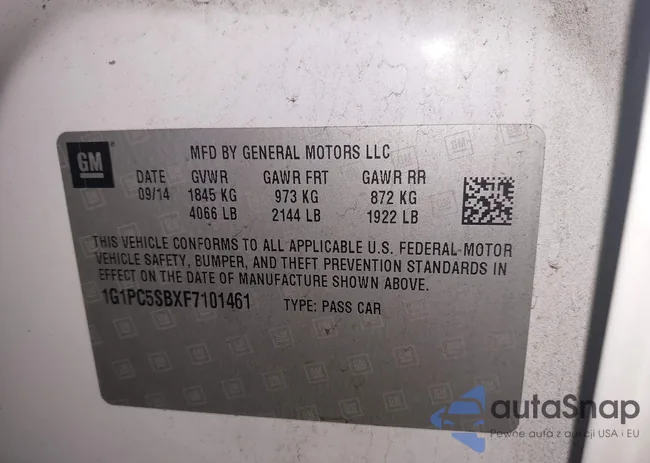 GM
MFD BY GENERAL MOTORS LLC
DATE GVWR GAWR FRT GAWR RR
09/14 1845 KG 973 KG 872 KG
4066 LB 2144 LB 1922 LB
THIS VEHICLE CONFORMS TO ALL APPLICABLE U.S. FEDERAL MOTOR
VEHICLE SAFETY, BUMPER, AND THEFT PREVENTION STANDARDS IN
EFFECT ON THE DATE OF MANUFACTURE SHOWN ABOVE.
1G1PC5SBXF7101461 TYPE: PASS CAR
autaSnap
Pewne auta z aukcji USA i EU